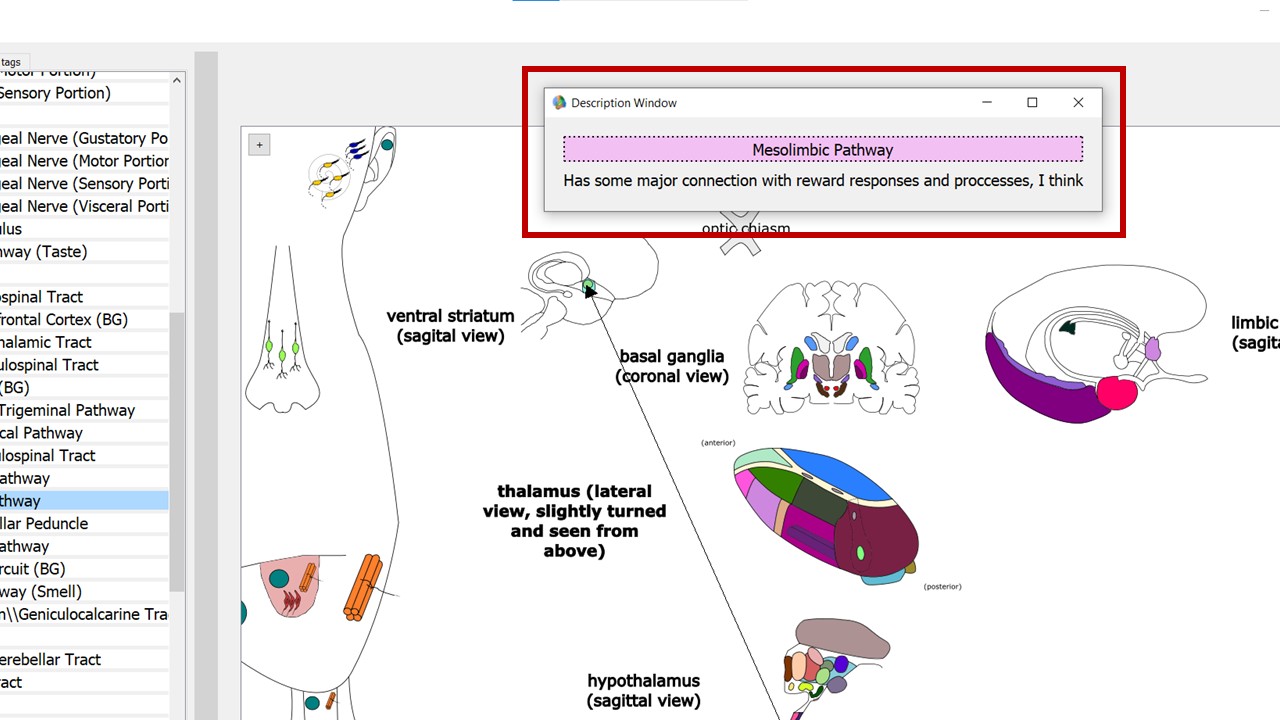 tags
Motor Portion)
Sensory Portion)
geal Nerve (Gustatory Po
geal Nerve (Motor Portion
geal Nerve (Sensory Porti
geal Nerve (Visceral Porti
ulus
hway (Taste)
ospinal Tract
frontal Cortex (BG)
halamic Tract
ulospinal Tract
(BG)
Trigeminal Pathway
cal Pathway
ulospinal Tract
athway
thway
llar Peduncle
athway
rcuit (BG)
way (Smell)
n\\Geniculocalcarine Tra
erebellar Tract
ract
+
Description Window
Mesolimbic Pathway
Has some major connection with reward responses and proccesses, I think
optic chiasm
ventral striatum
(sagital view)
basal ganglia
(coronal view)
limbic
(sagita
(anterior)
thalamus (lateral
view, slightly turned
and seen from
above)
(posterior)
hypothalamus
(sagittal view)